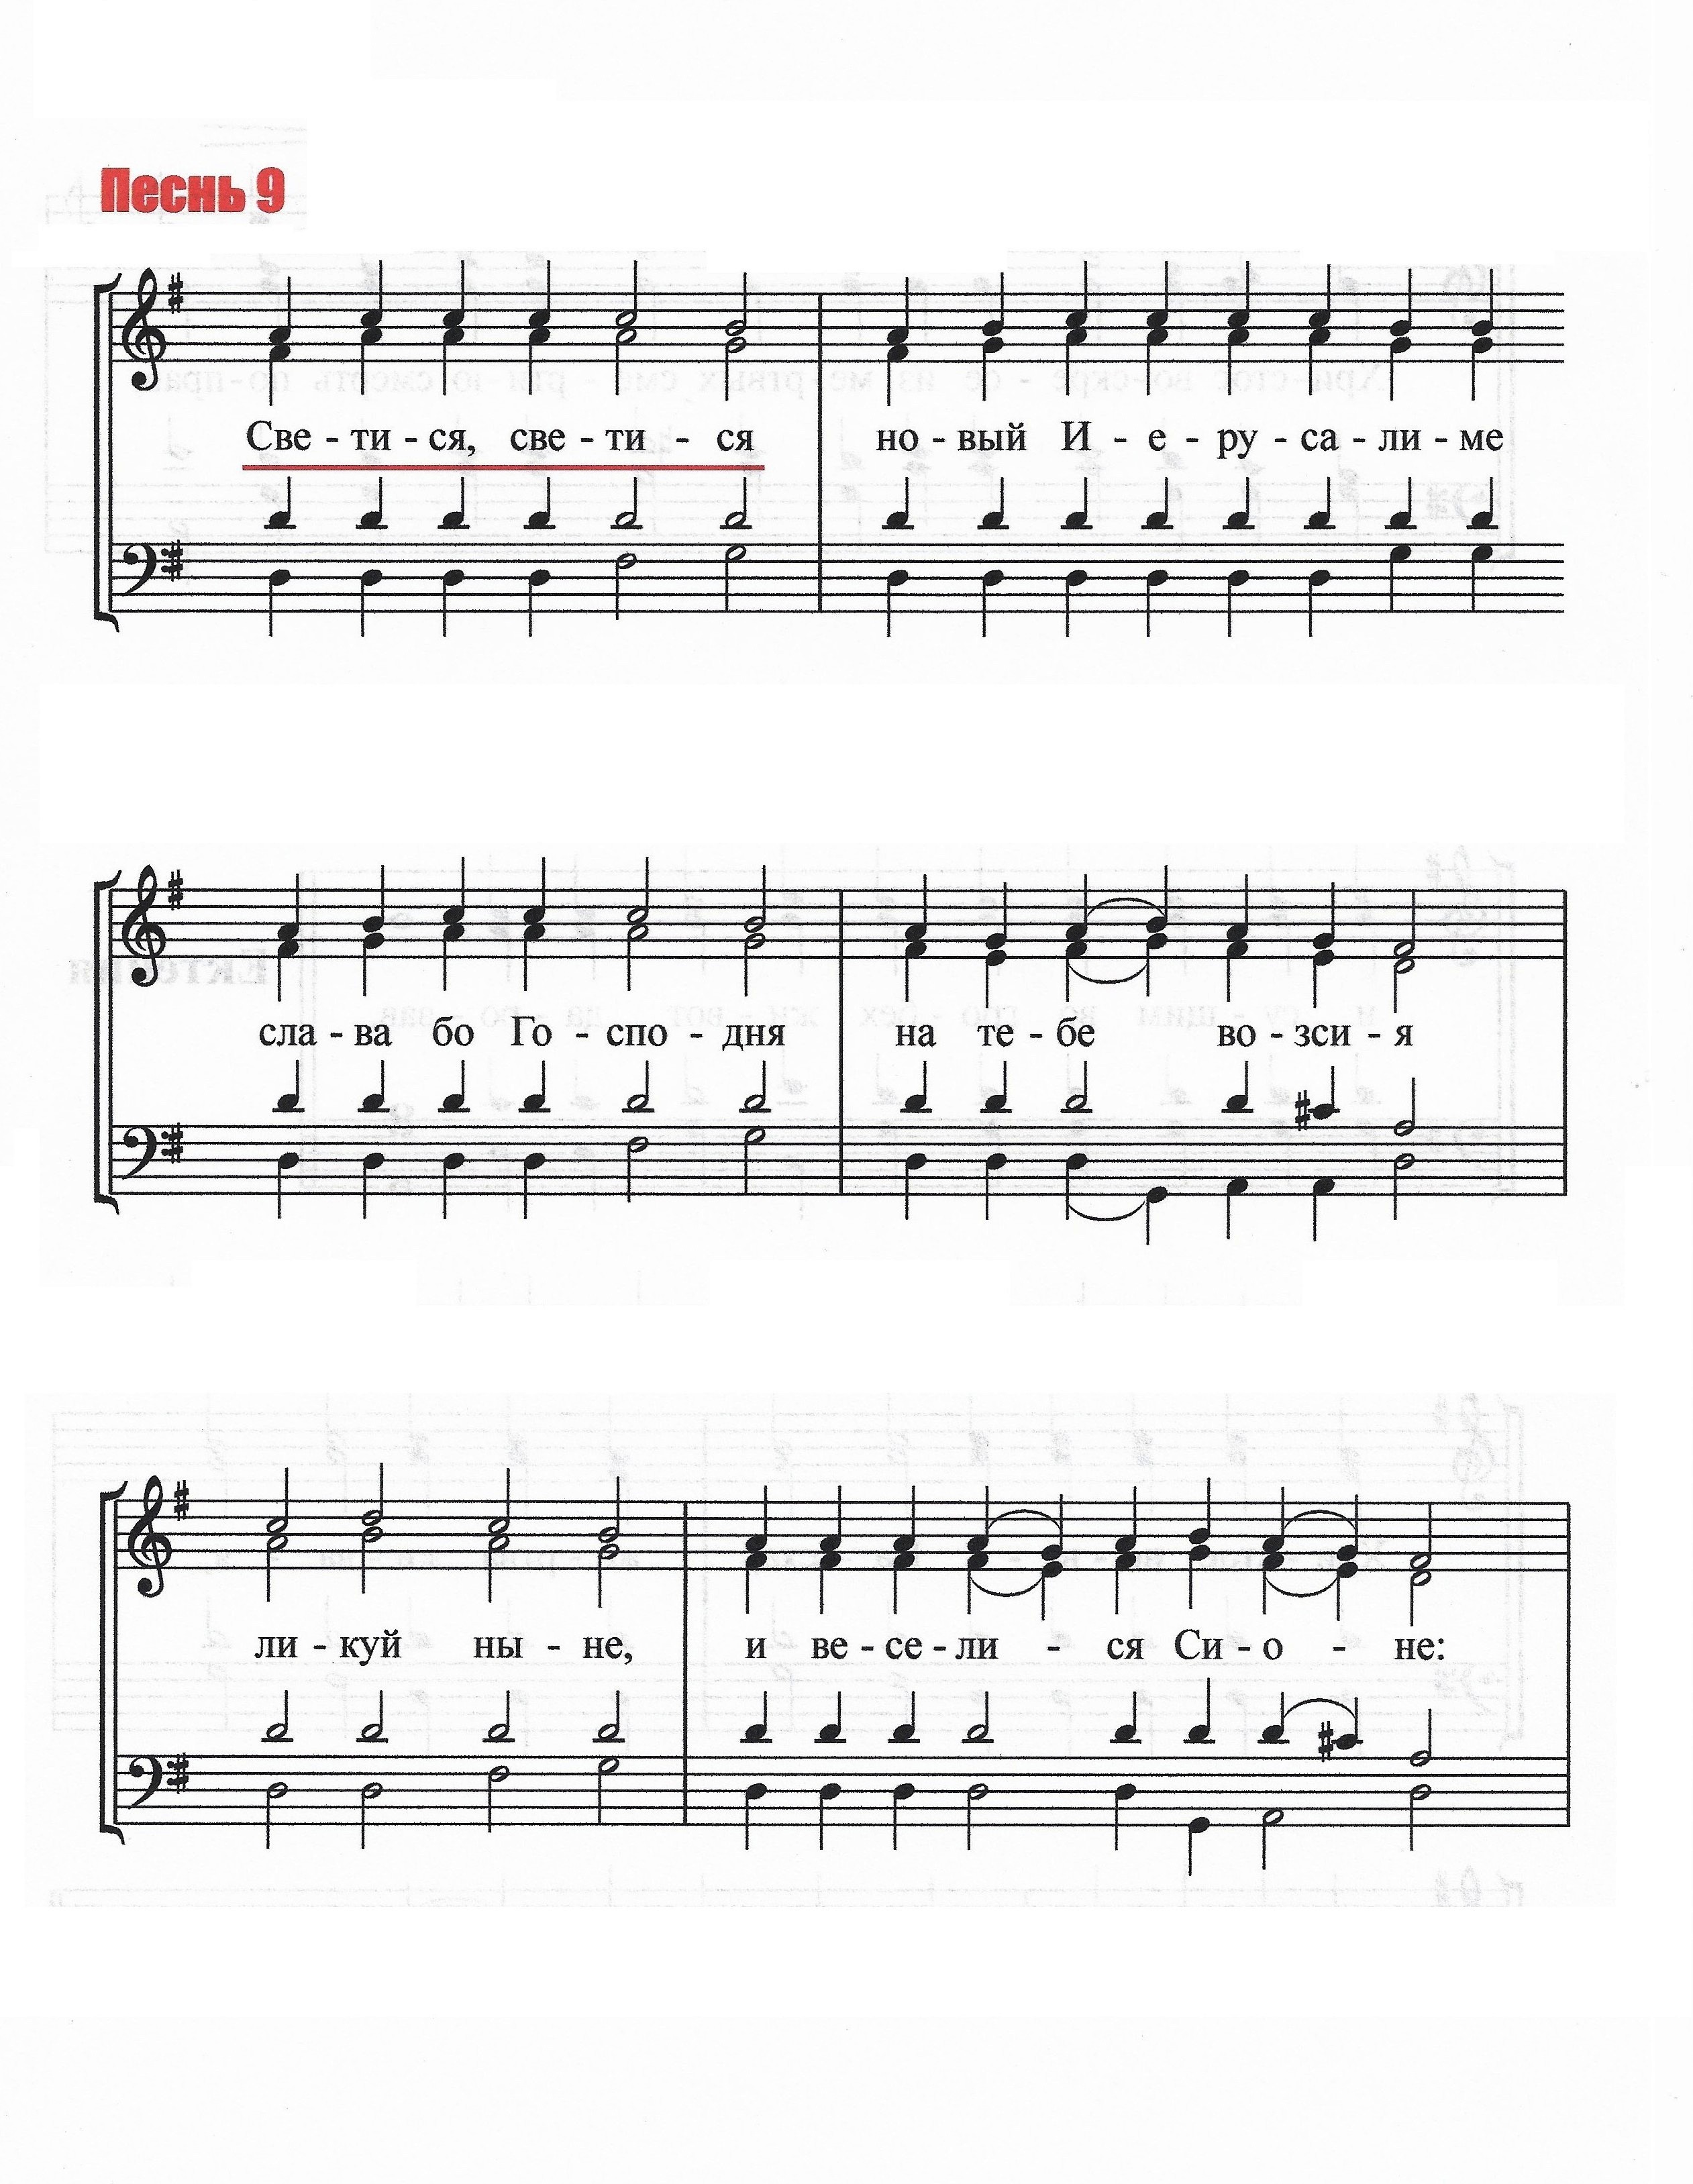 Песнь 9
Све - ти - ся, све - ти - ся но - вый И - е - ру - са - ли - ме
сла - ва бо Го - спо - дня на те - бе во - зси - я
ли - куй ны - не, и ве - се - ли - ся Си - о - не: